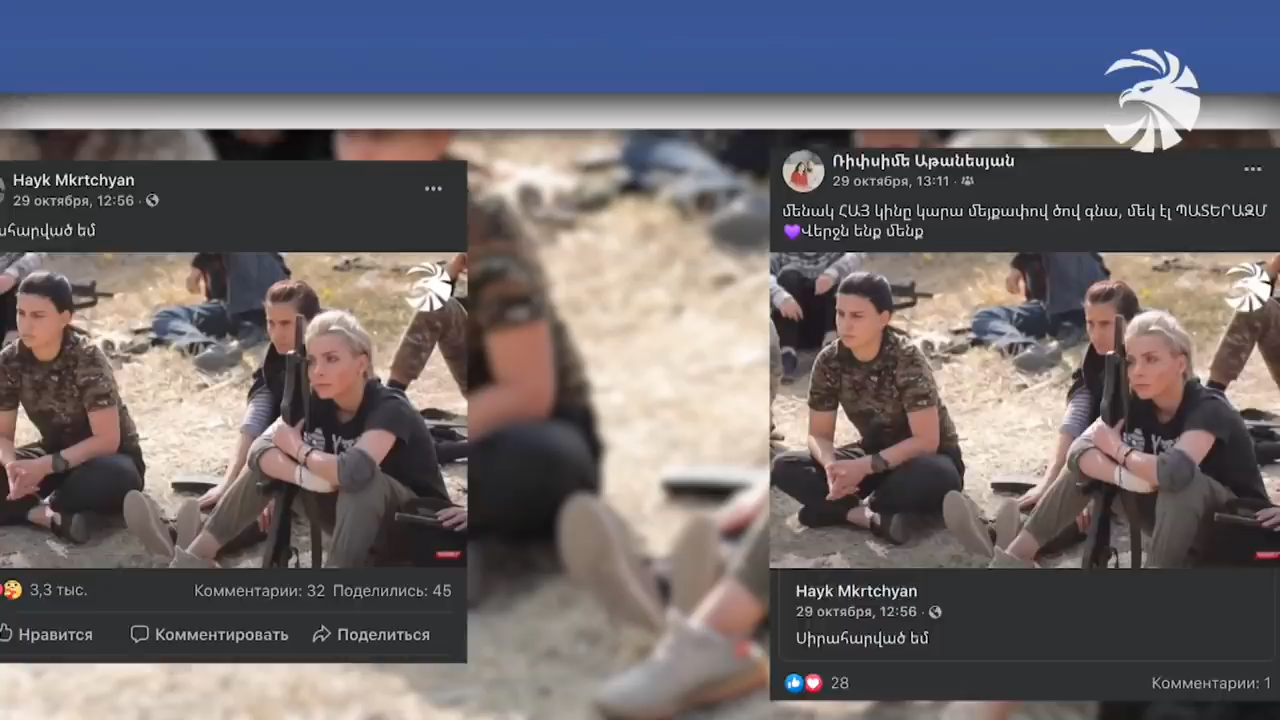 Hayk Mkrtchyan
29 октября, 12:56 ·
ահարված եմ
3,3 тыс.
Комментарии: 32 Поделились: 45
Нравится Комментировать Поделиться
Ռիփսիմե Աթանեսյան
29 октября, 13:11 ·
մենակ ՀԱՅ կինը կարա մեյքափով ծով գնա, մեկ էլ ՊԱՏԵՐԱԶՄ
💜Վերջն ենք մենք
Hayk Mkrtchyan
29 октября, 12:56 ·
Սիրահարված եմ
28
Комментарии: 1